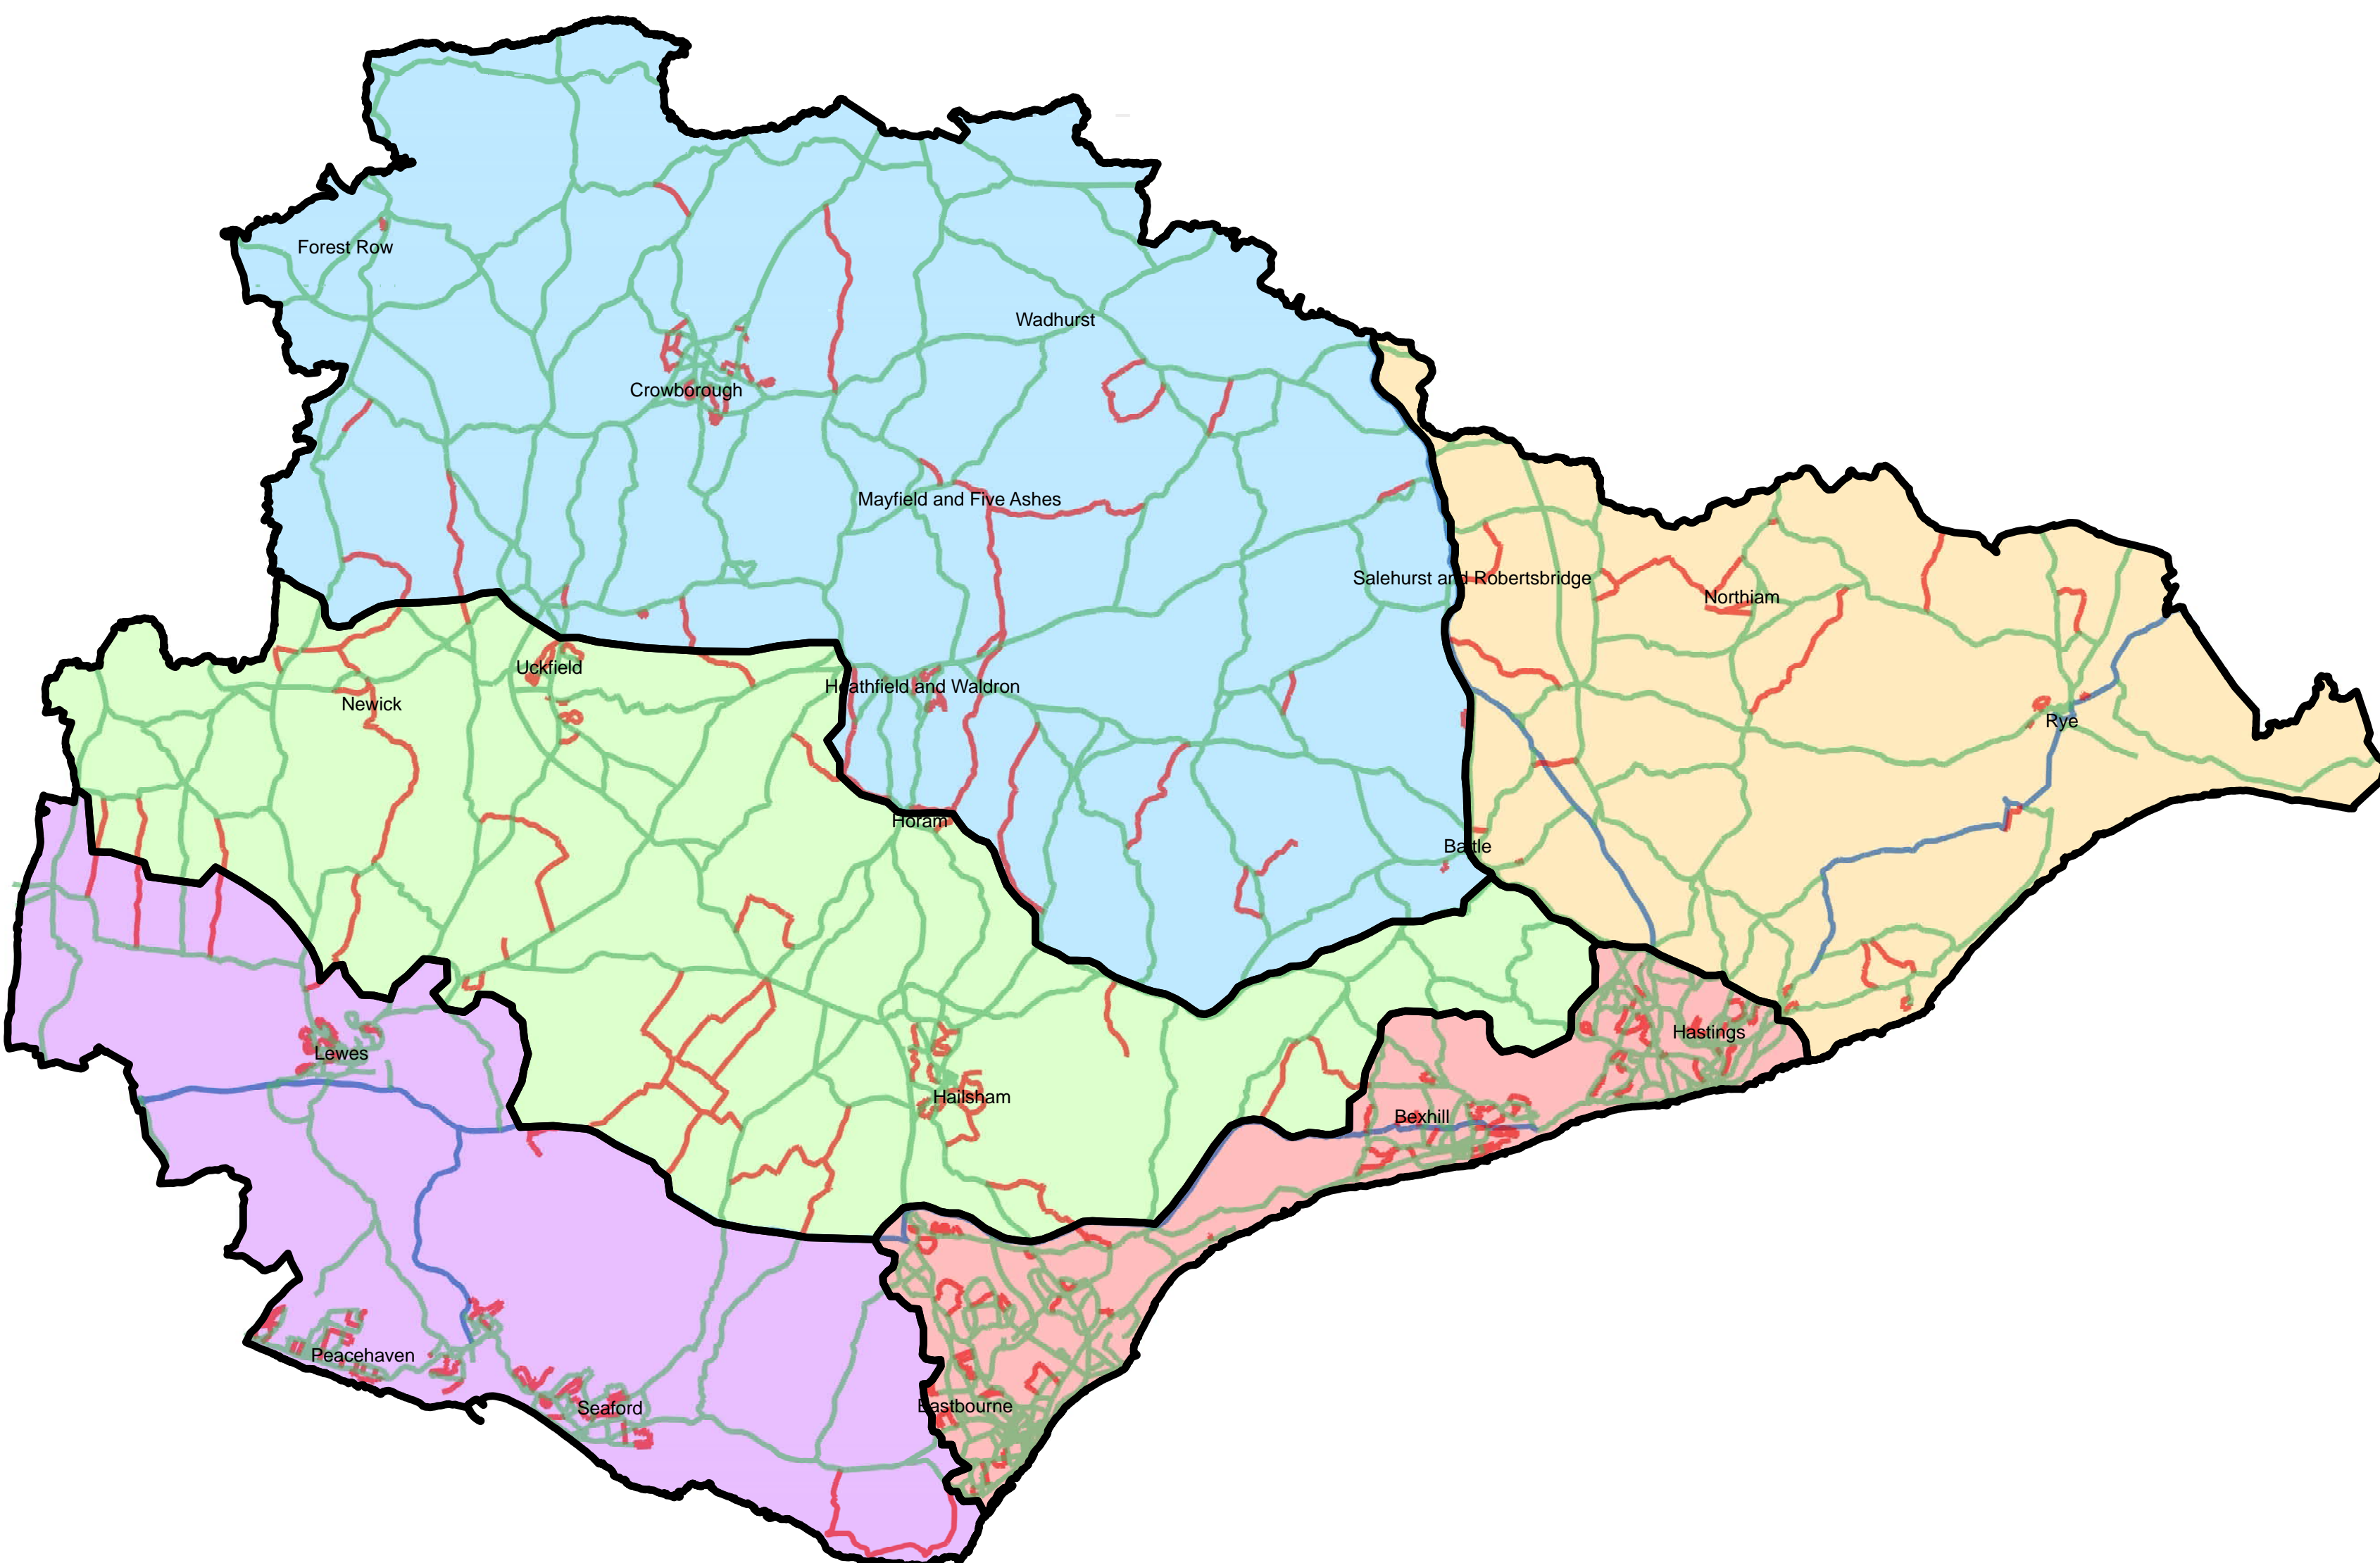 Forest Row
Wadhurst
Crowborough
Mayfield and Five Ashes
Salehurst and Robertsbridge
Northiam
Uckfield
Heathfield and Waldron
Newick
Rye
Horam
Battle
Hastings
Lewes
Hailsham
Bexhill
Peacehaven
Eastbourne
Seaford